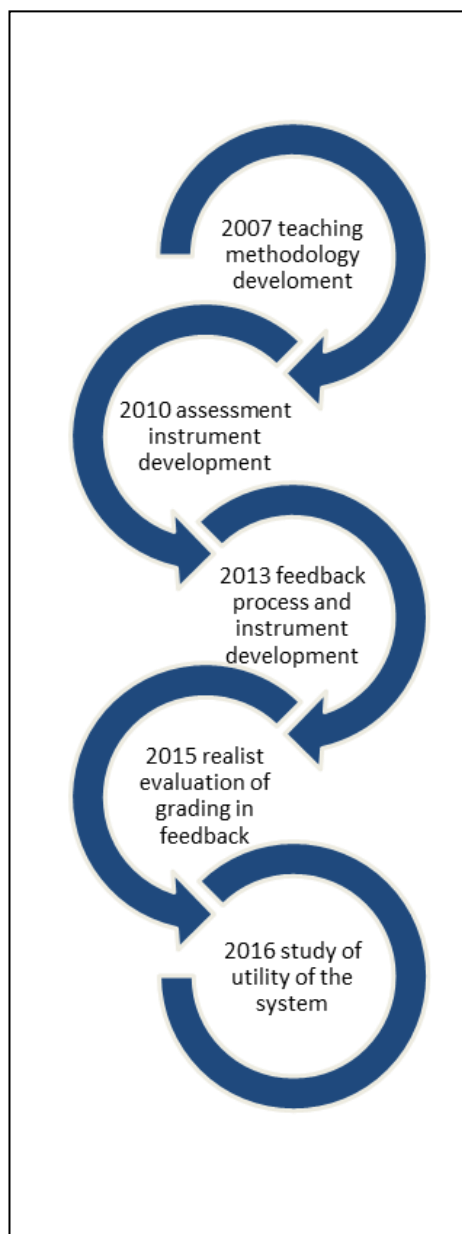 2007 teaching
methodology
develoment
2010 assessment
instrument
development
2013 feedback
process and
instrument
development
2015 realist
evaluation of
grading in
feedback
2016 study of
utility of the
system